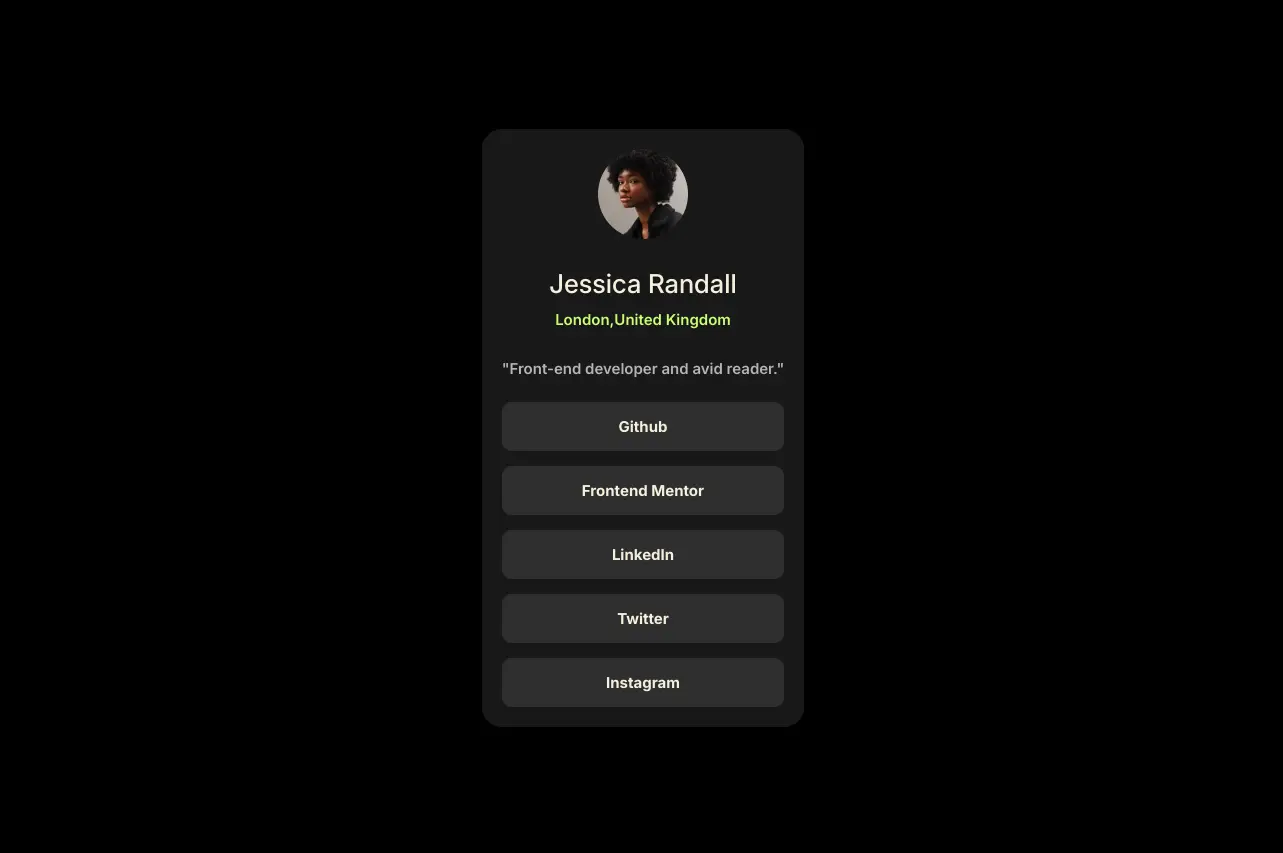 Jessica Randall
London,United Kingdom
"Front-end developer and avid reader."
Github
Frontend Mentor
LinkedIn
Twitter
Instagram